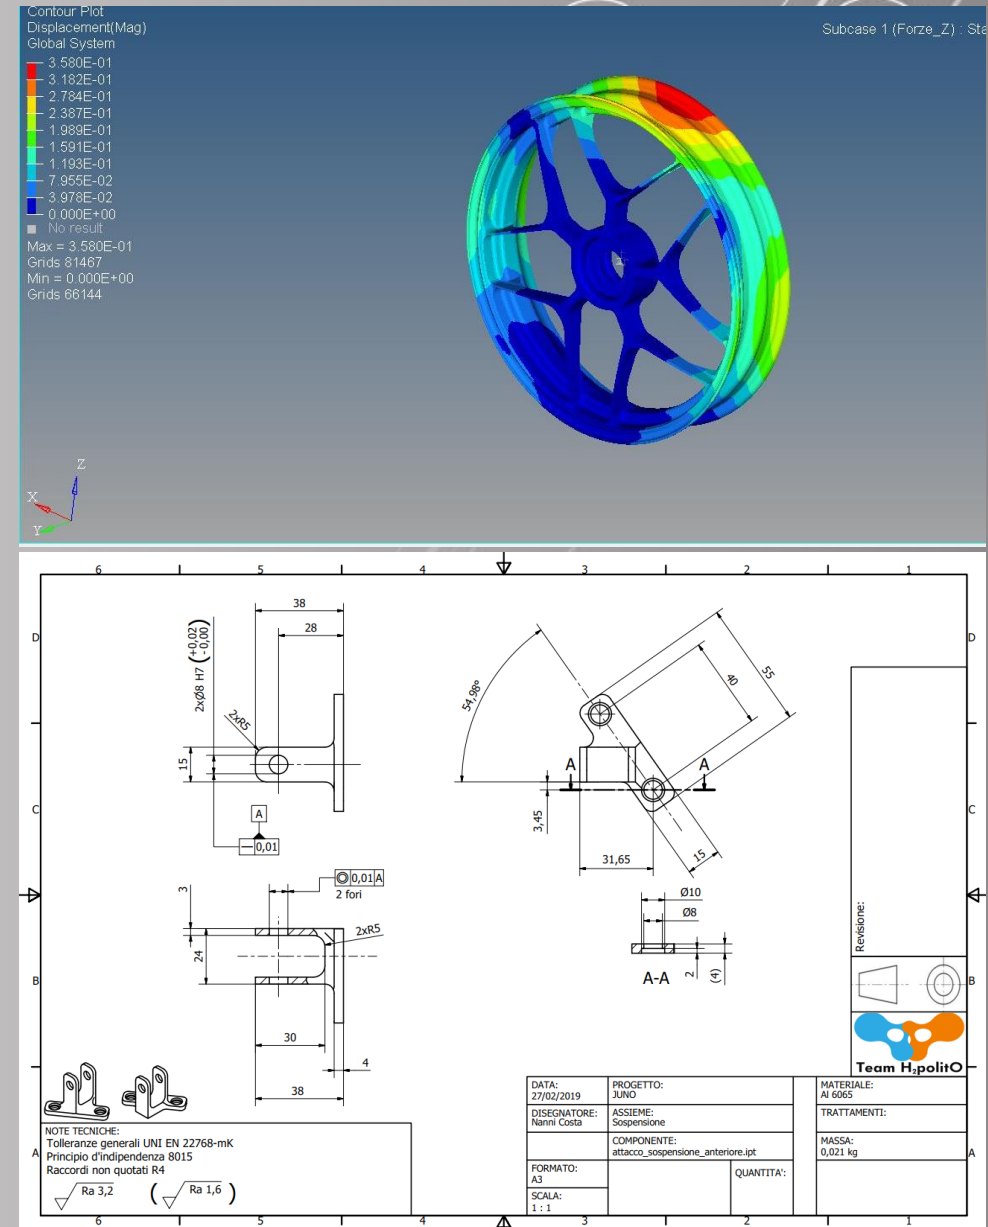 Contour Plot
Displacement(Mag)
Global System
Subcase 1 (Forze_Z) : Sta
3.580E-01
3.182E-01
2.784E-01
2.387E-01
1.989E-01
1.591E-01
1.193E-01
7.955E-02
3.978E-02
0.000E+00
No result
Max = 3.580E-01
Grids 81467
Min = 0.000E+00
Grids 66144
Z
X
Y
6 5 4 3 2 1
D
D
38
28
2xØ8 H7 (+0,02 -0,00)
2xR5
15
A
0,01
54,98°
40
55
A
A
3,45
31,65
15
C
3
0,01 A
2 fori
2xR5
24
30
4
38
Ø10
Ø8
2
(4)
A-A
Revisione:
B
B
Team H₂politO
DATA:
27/02/2019
PROGETTO:
JUNO
MATERIALE:
Al 6065
DISEGNATORE:
Nanni Costa
ASSIEME:
Sospensione
TRATTAMENTI:
COMPONENTE:
attacco_sospensione_anteriore.ipt
MASSA:
0,021 kg
FORMATO:
A3
QUANTITA':
SCALA:
1 : 1
NOTE TECNICHE:
Tolleranze generali UNI EN 22768-mK
Principio d'indipendenza 8015
Raccordi non quotati R4
Ra 3,2 ( Ra 1,6 )
A
A
6 5 4 3 2 1